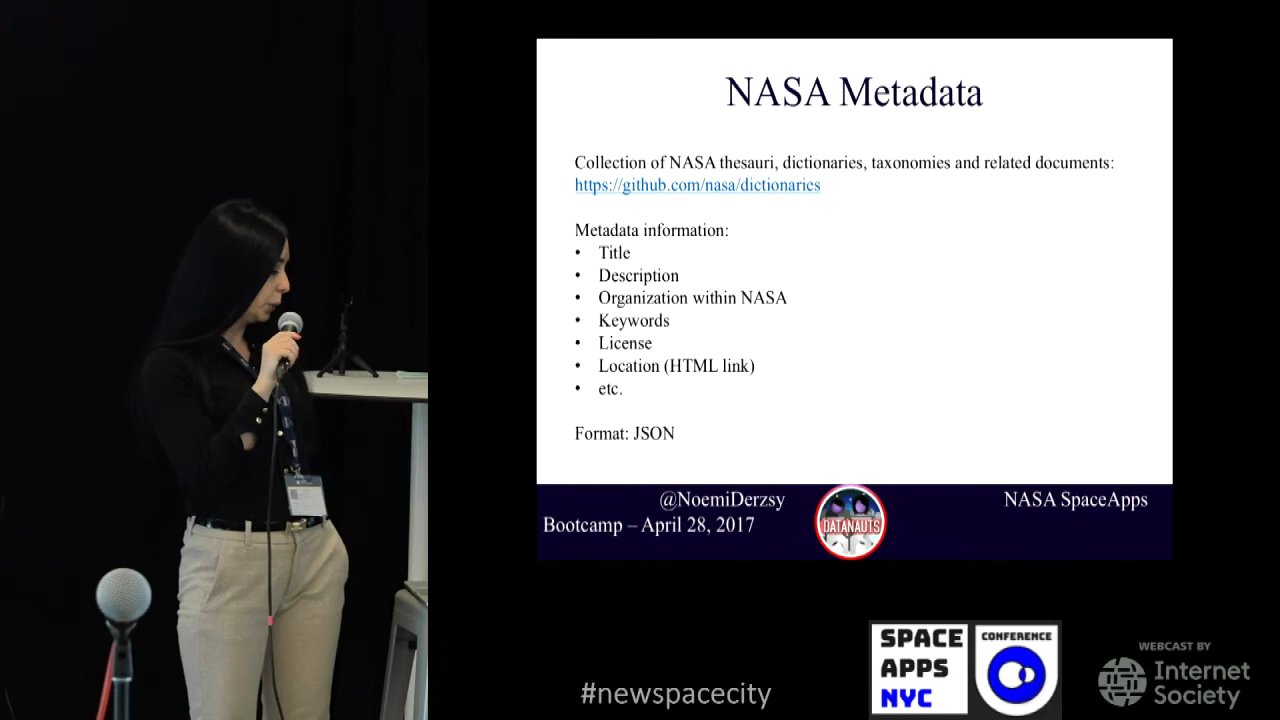 NASA Metadata
Collection of NASA thesauri, dictionaries, taxonomies and related documents:
https://github.com/nasa/dictionaries
Metadata information:
• Title
• Description
• Organization within NASA
• Keywords
• License
• Location (HTML link)
• etc.
Format: JSON
@NoemiDerzsy
NASA SpaceApps
Bootcamp – April 28, 2017
DATANAUTS
#newspacecity
SPACE
APPS
NYC
CONFERENCE
WEBCAST BY
Internet
Society